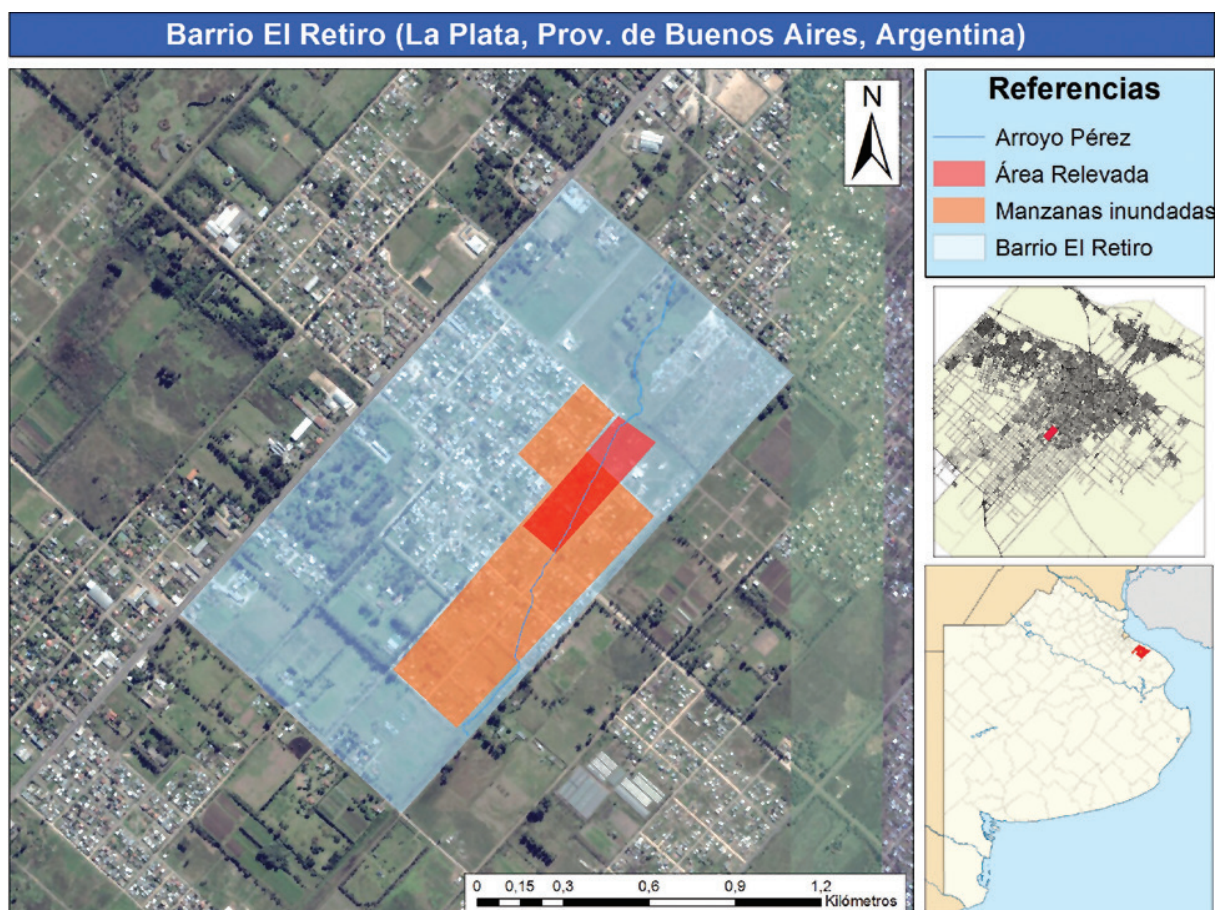 Barrio El Retiro (La Plata, Prov. de Buenos Aires, Argentina)
N
Referencias
Arroyo Pérez
Área Relevada
Manzanas inundadas
Barrio El Retiro
0 0,15 0,3 0,6 0,9 1,2
Kilómetros